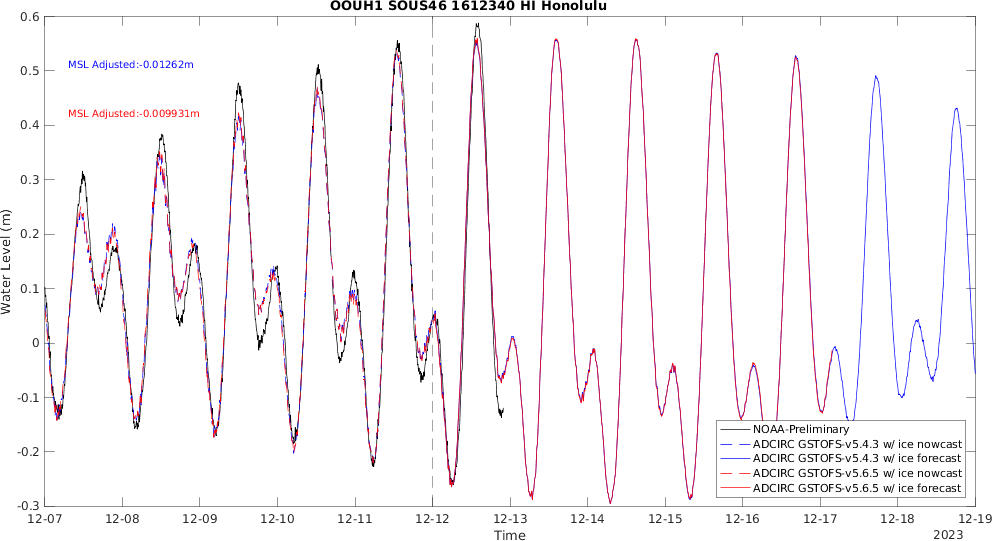 OOUH1 SOUS46 1612340 HI Honolulu
0.6
0.5
0.4
0.3
0.2
0.1
0
-0.1
-0.2
-0.3
Water Level (m)
MSL Adjusted:-0.01262m
MSL Adjusted:-0.009931m
NOAA-Preliminary
ADCIRC GSTOFS-v5.4.3 w/ ice nowcast
ADCIRC GSTOFS-v5.4.3 w/ ice forecast
ADCIRC GSTOFS-v5.6.5 w/ ice nowcast
ADCIRC GSTOFS-v5.6.5 w/ ice forecast
12-07 12-08 12-09 12-10 12-11 12-12 12-13 12-14 12-15 12-16 12-17 12-18 12-19
Time
2023